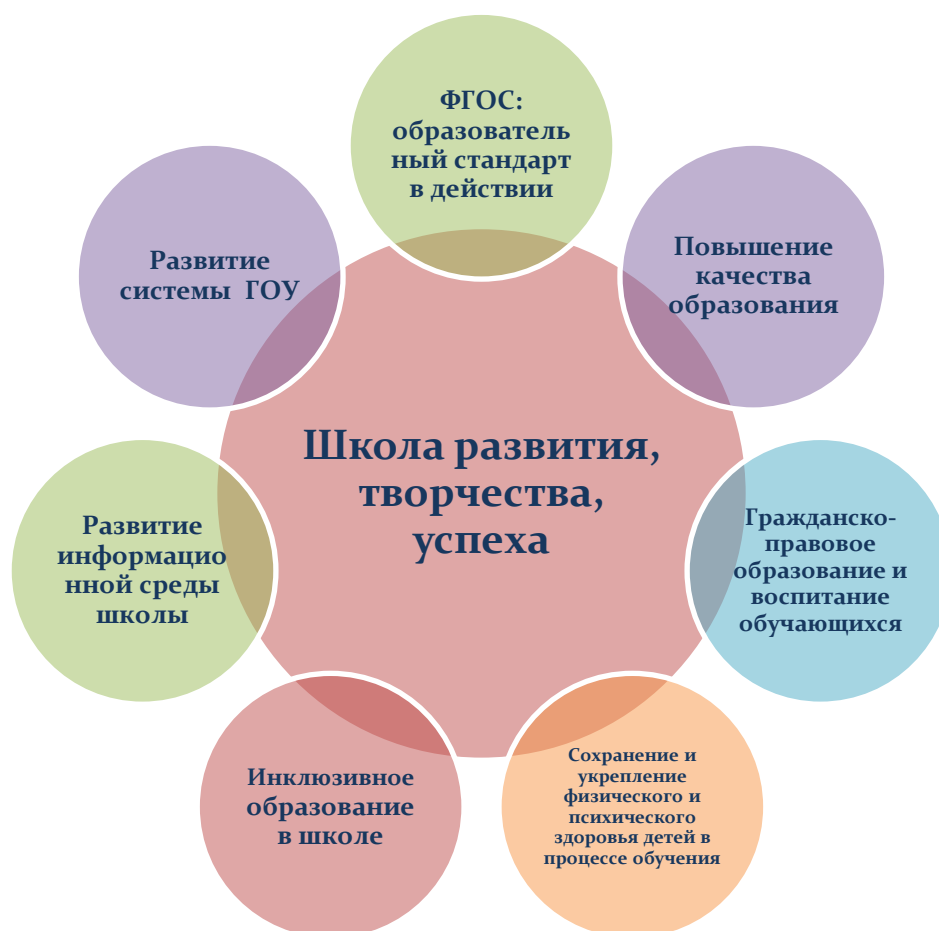 ФГОС:
образователь
ный стандарт
в действии
Повышение
качества
образования
Гражданско-
правовое
образование и
воспитание
обучающихся
Сохранение и
укрепление
физического и
психического
здоровья детей в
процессе обучения
Инклюзивное
образование
в школе
Развитие
информацио
нной среды
школы
Развитие
системы ГОУ
Школа развития,
творчества,
успеха